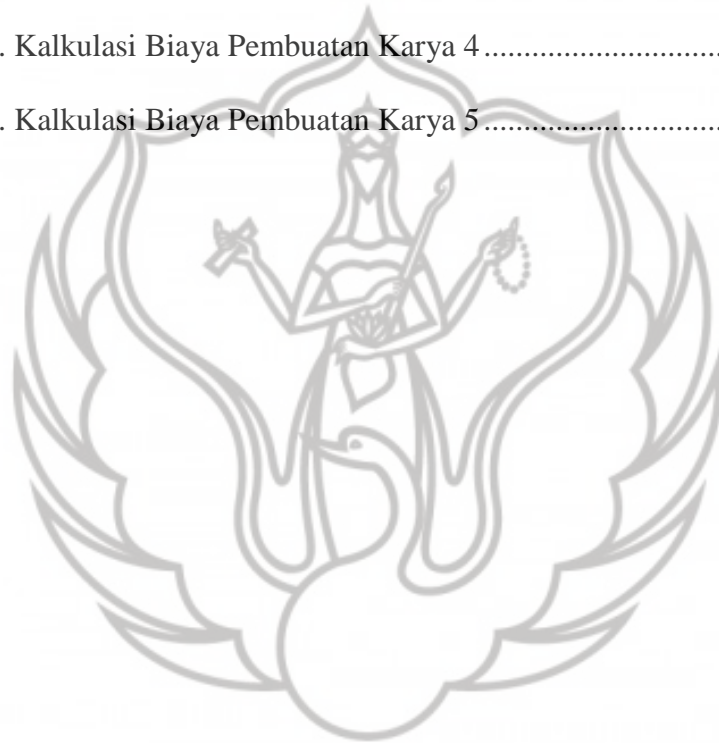 . Kalkulasi Biaya Pembuatan Karya 4..............................
. Kalkulasi Biaya Pembuatan Karya 5..............................